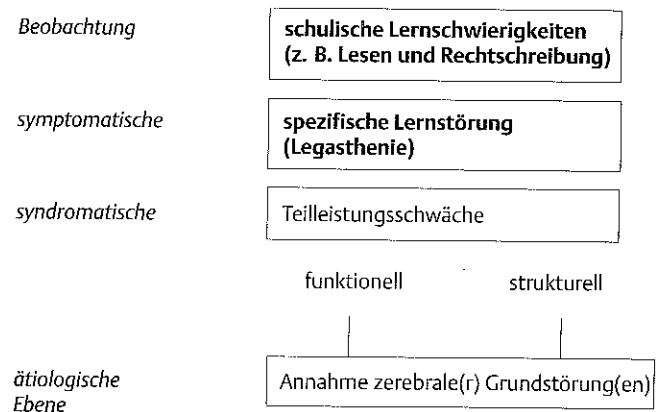 Beobachtung
schulische Lernschwierigkeiten
(z. B. Lesen und Rechtschreibung)
symptomatische
spezifische Lernstörung
(Legasthenie)
syndromatische
Teilleistungsschwäche
funktionell strukturell
ätiologische
Ebene
Annahme zerebrale(r) Grundstörung(en)